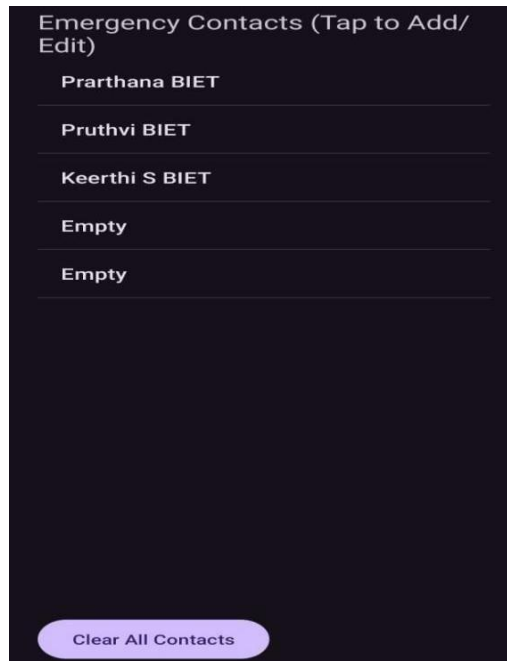 Emergency Contacts (Tap to Add/
Edit)
Prarthana BIET
Pruthvi BIET
Keerthi S BIET
Empty
Empty
Clear All Contacts